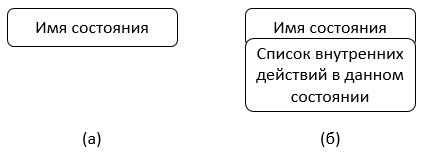 Имя состояния
Имя состояния
Список внутренних
действий в данном
состоянии
(а)
(б)